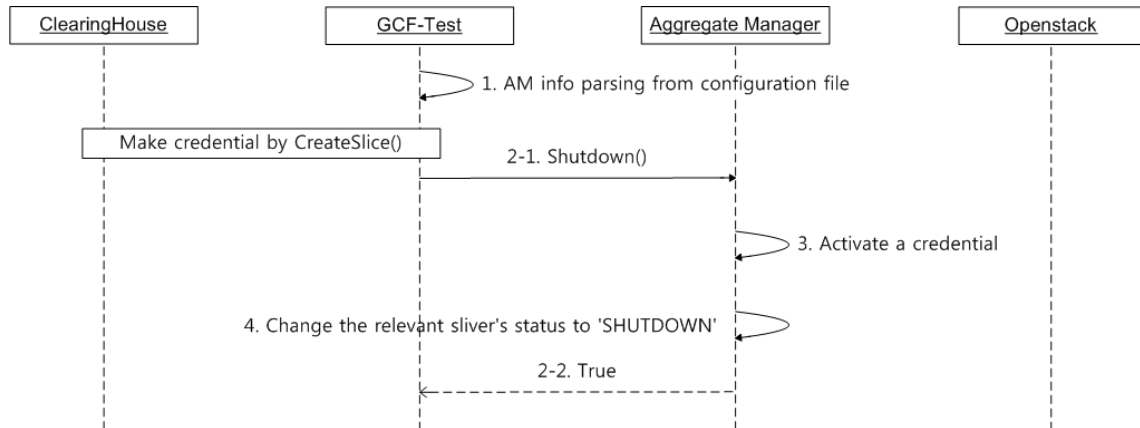 ClearingHouse
GCF-Test
Aggregate Manager
Openstack
1. AM info parsing from configuration file
Make credential by CreateSlice()
2-1. Shutdown()
3. Activate a credential
4. Change the relevant sliver's status to 'SHUTDOWN'
2-2. True